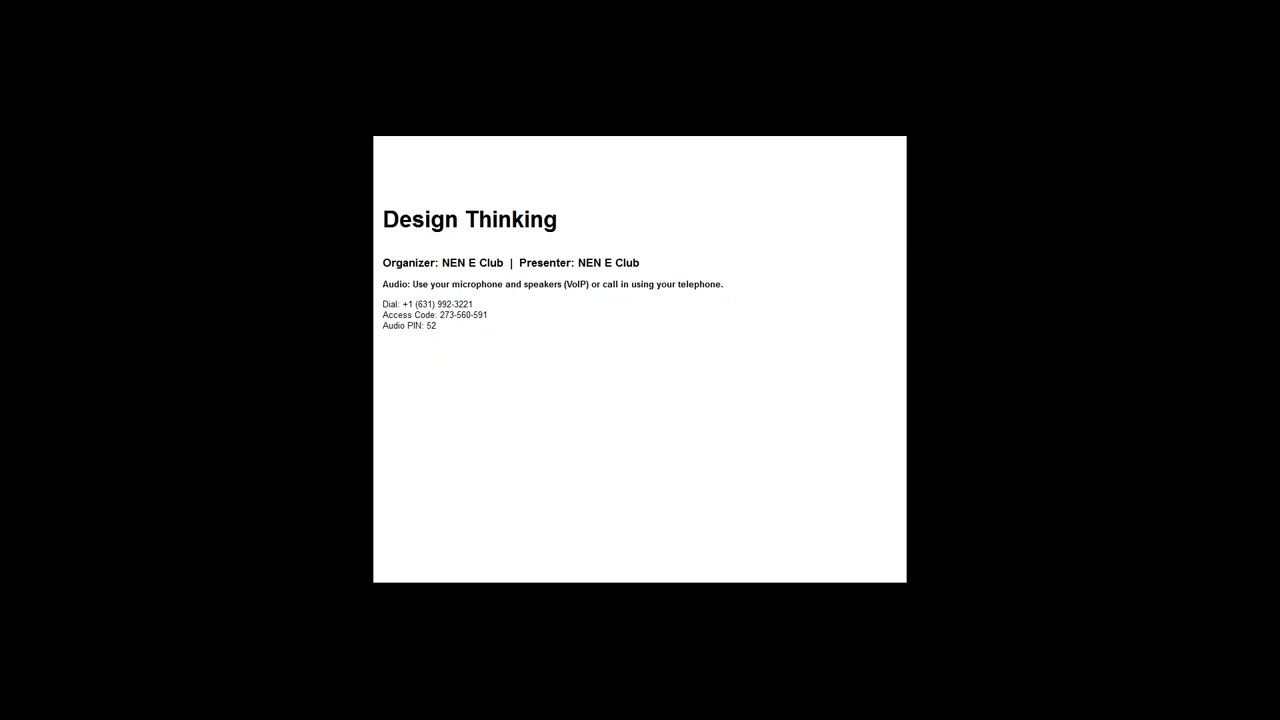 Design Thinking
Organizer: NEN E Club | Presenter: NEN E Club
Audio: Use your microphone and speakers (VoIP) or call in using your telephone.
Dial: +1 (631) 992-3221
Access Code: 273-560-591
Audio PIN: 52